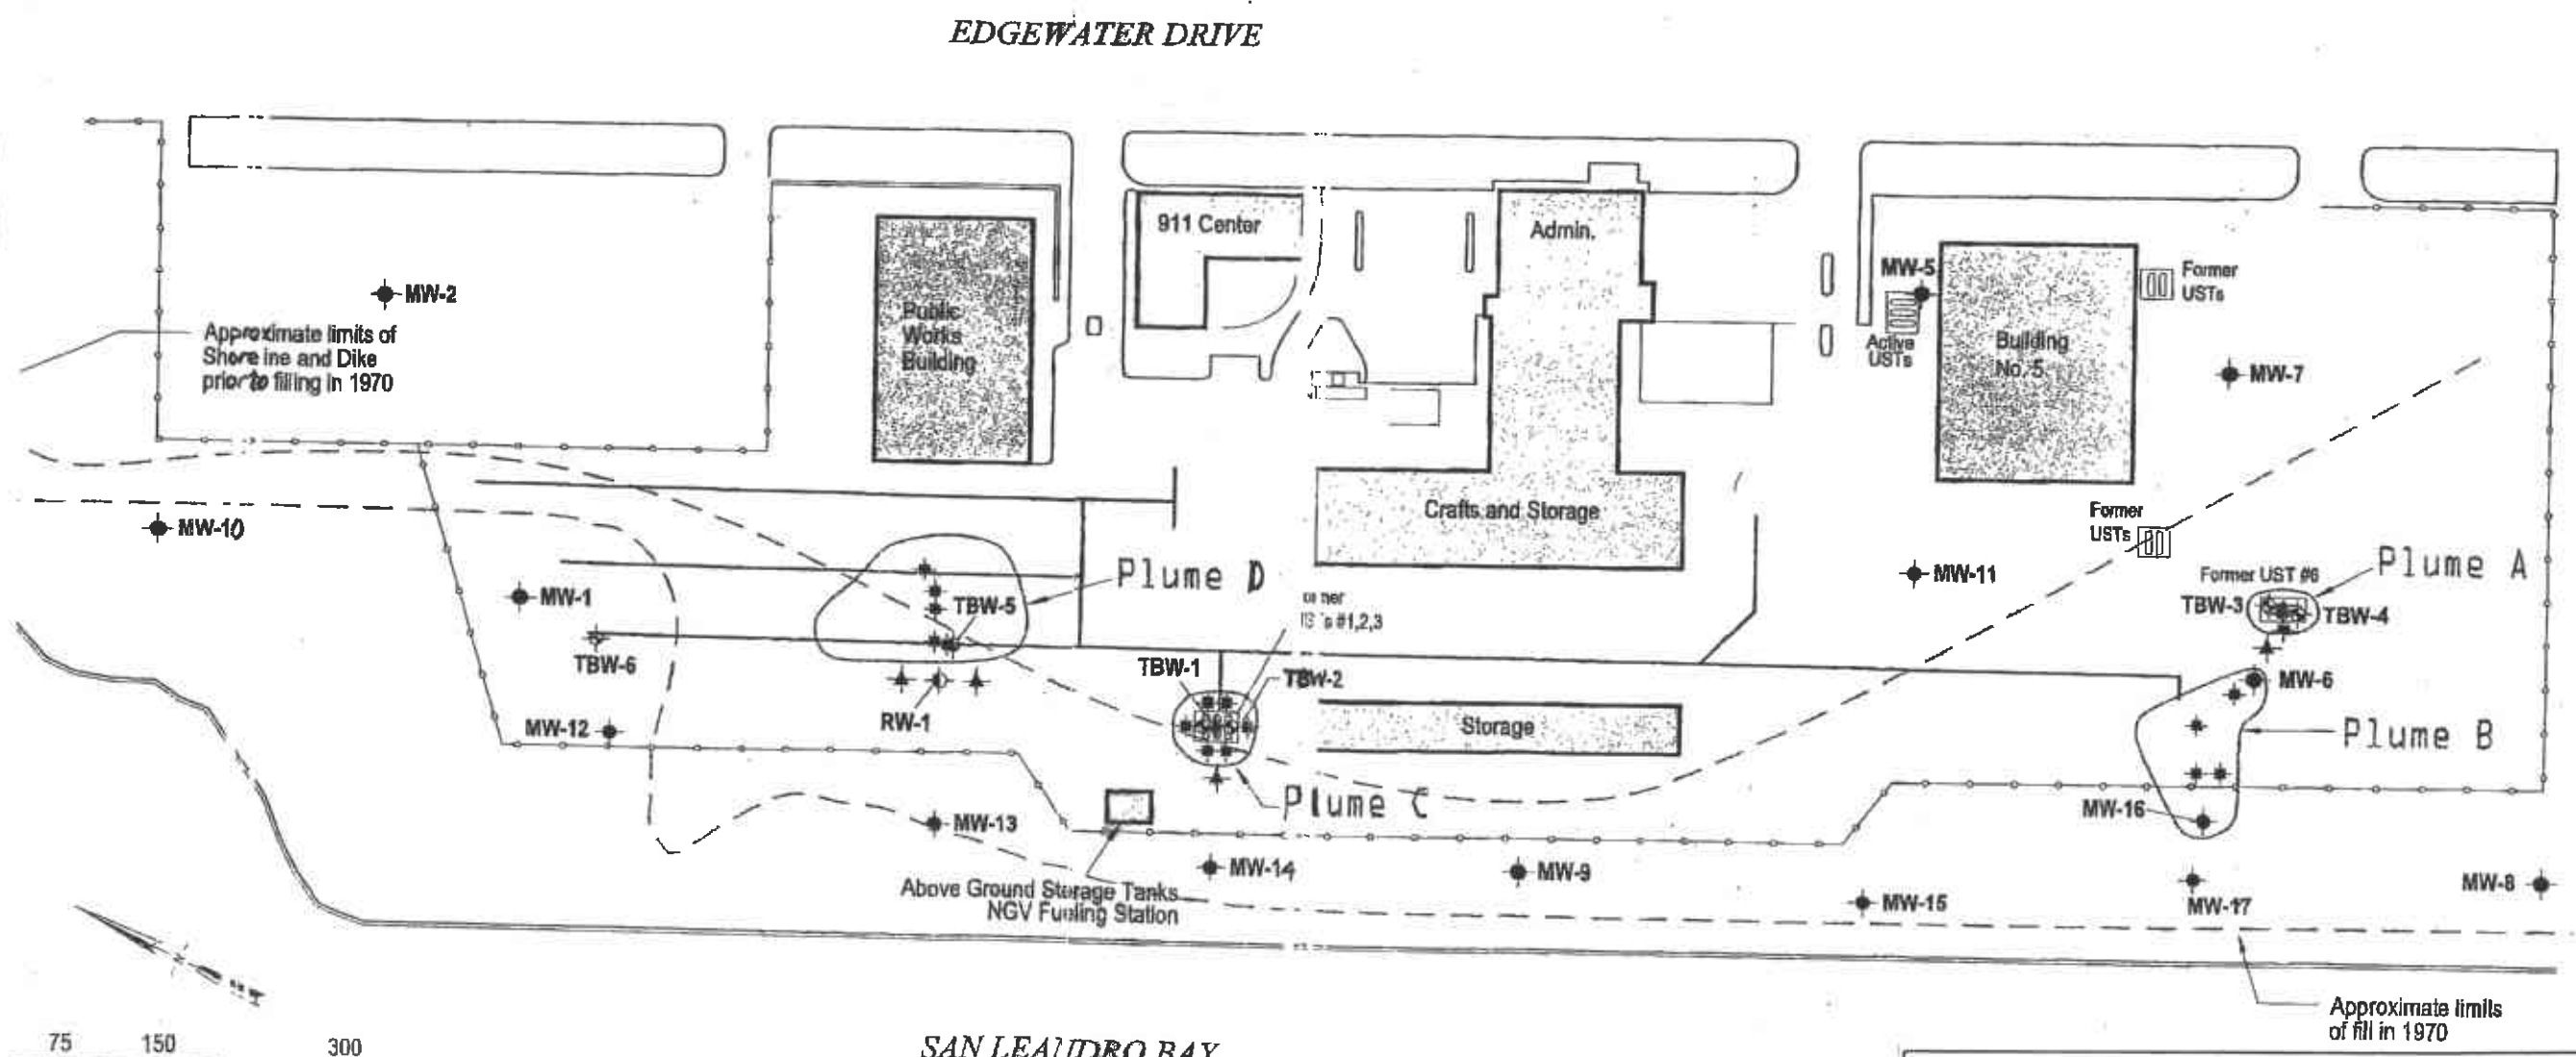 EDGEWATER DRIVE
911 Center
Admin.
MW-5
Former
USTs
MW-2
Public
Works
Building
Active
USTs
Building
No. 5
Approximate limits of
Shore ine and Dike
prior to filling in 1970
MW-7
MW-10
Crafts and Storage
Former
USTs
MW-11
Plume D
Plume A
Former UST #6
MW-1
TBW-5
#1,2,3
TBW-3
TBW-4
TBW-6
TBW-1
TBW-2
MW-6
RW-1
MW-12
Storage
Plume B
Plume C
MW-16
MW-13
MW-14
MW-9
MW-8
Above Ground Storage Tanks
NGV Fueling Station
MW-15
MW-17
Approximate limits
of fill in 1970
75 150 300
SAN LEANDRO BAY